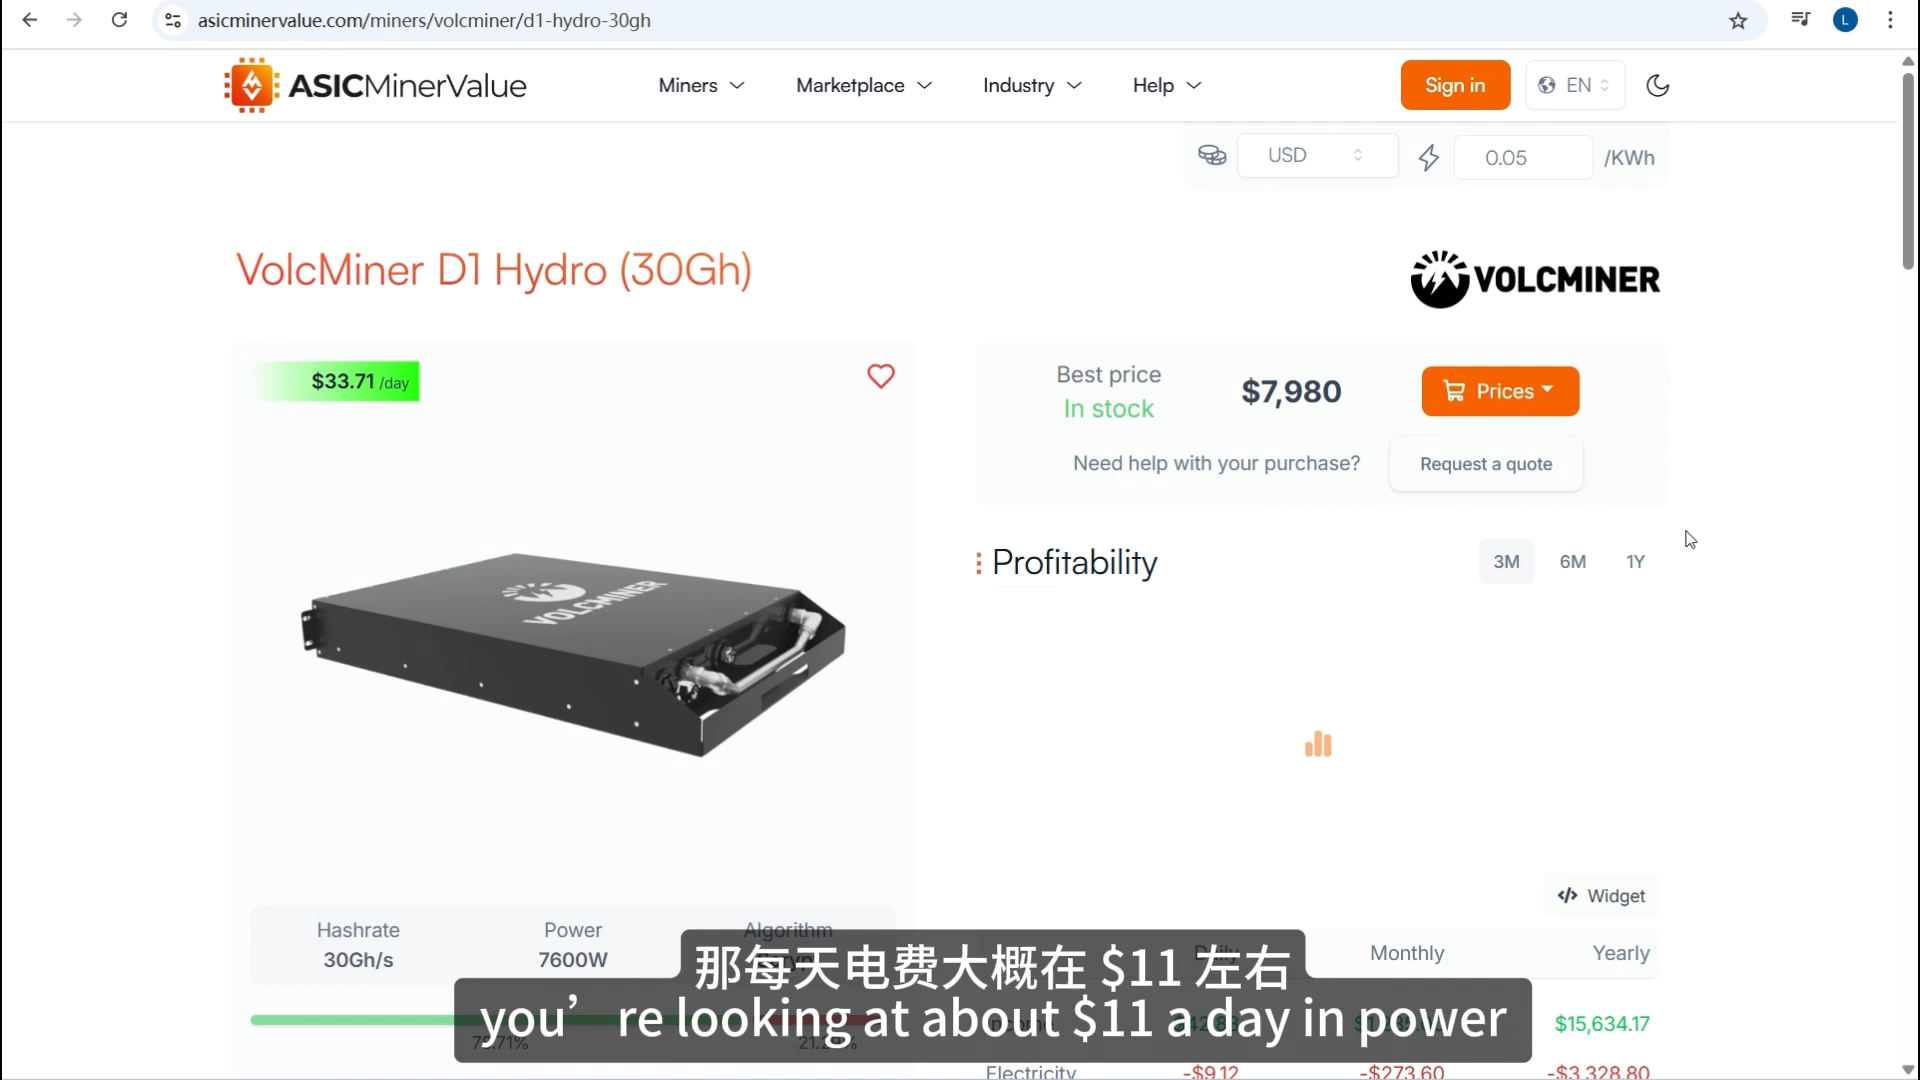 asicminervalue.com/miners/volcminer/d1-hydro-30gh
L
ASICMinerValue
Miners
Marketplace
Industry
Help
Sign in
EN
USD
0.05
/KWh
VolcMiner D1 Hydro (30Gh)
VOLCMINER
$33.71 /day
Best price
In stock
$7,980
Prices
Need help with your purchase?
Request a quote
Profitability
3M
6M
1Y
VOLCMINER
Widget
Hashrate
30Gh/s
Power
7600W
Algorithm
Daily
Monthly
Yearly
那每天电费大概在 $11 左右
you’re looking at about $11 a day in power
$15,634.17
Electricity
-$9.12
-$273.60
-$3,328.80